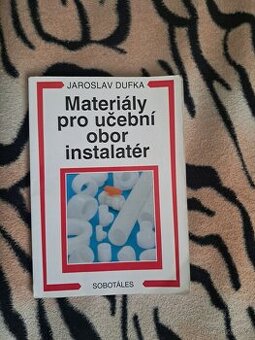 JAROSLAV DUFKA
Materiály
pro učební
obor
instalatér
SOBOTÁLES